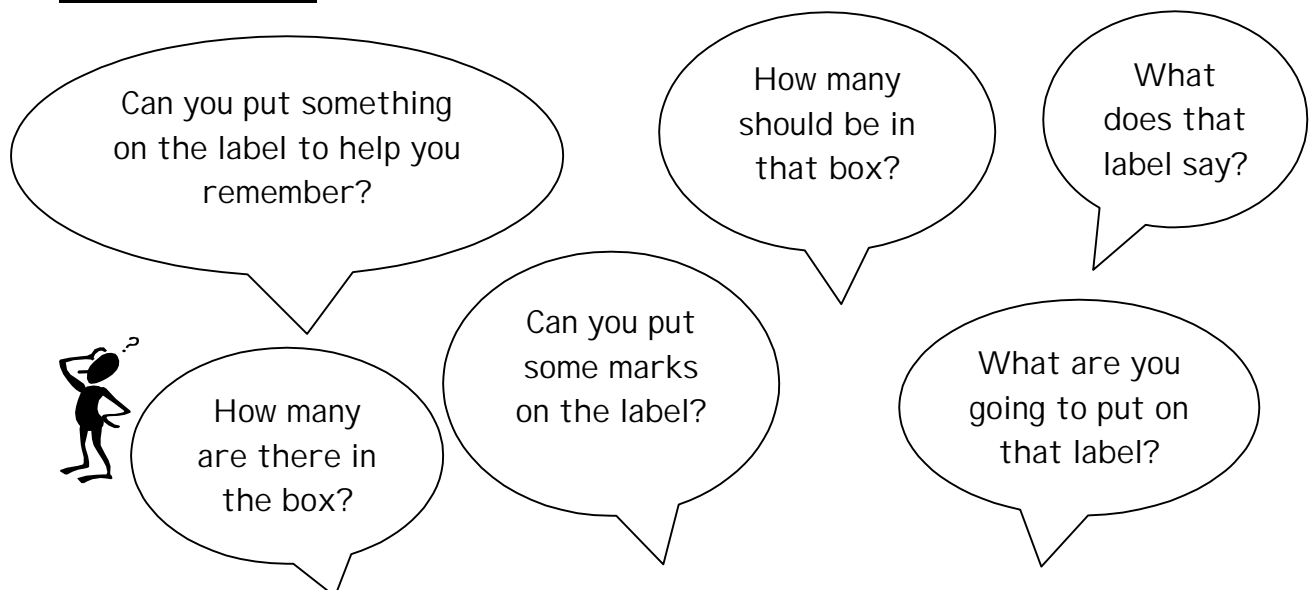 Can you put something
on the label to help you
remember?
How many
should be in
that box?
What
does that
label say?
How many
are there in
the box?
Can you put
some marks
on the label?
What are you
going to put on
that label?
?